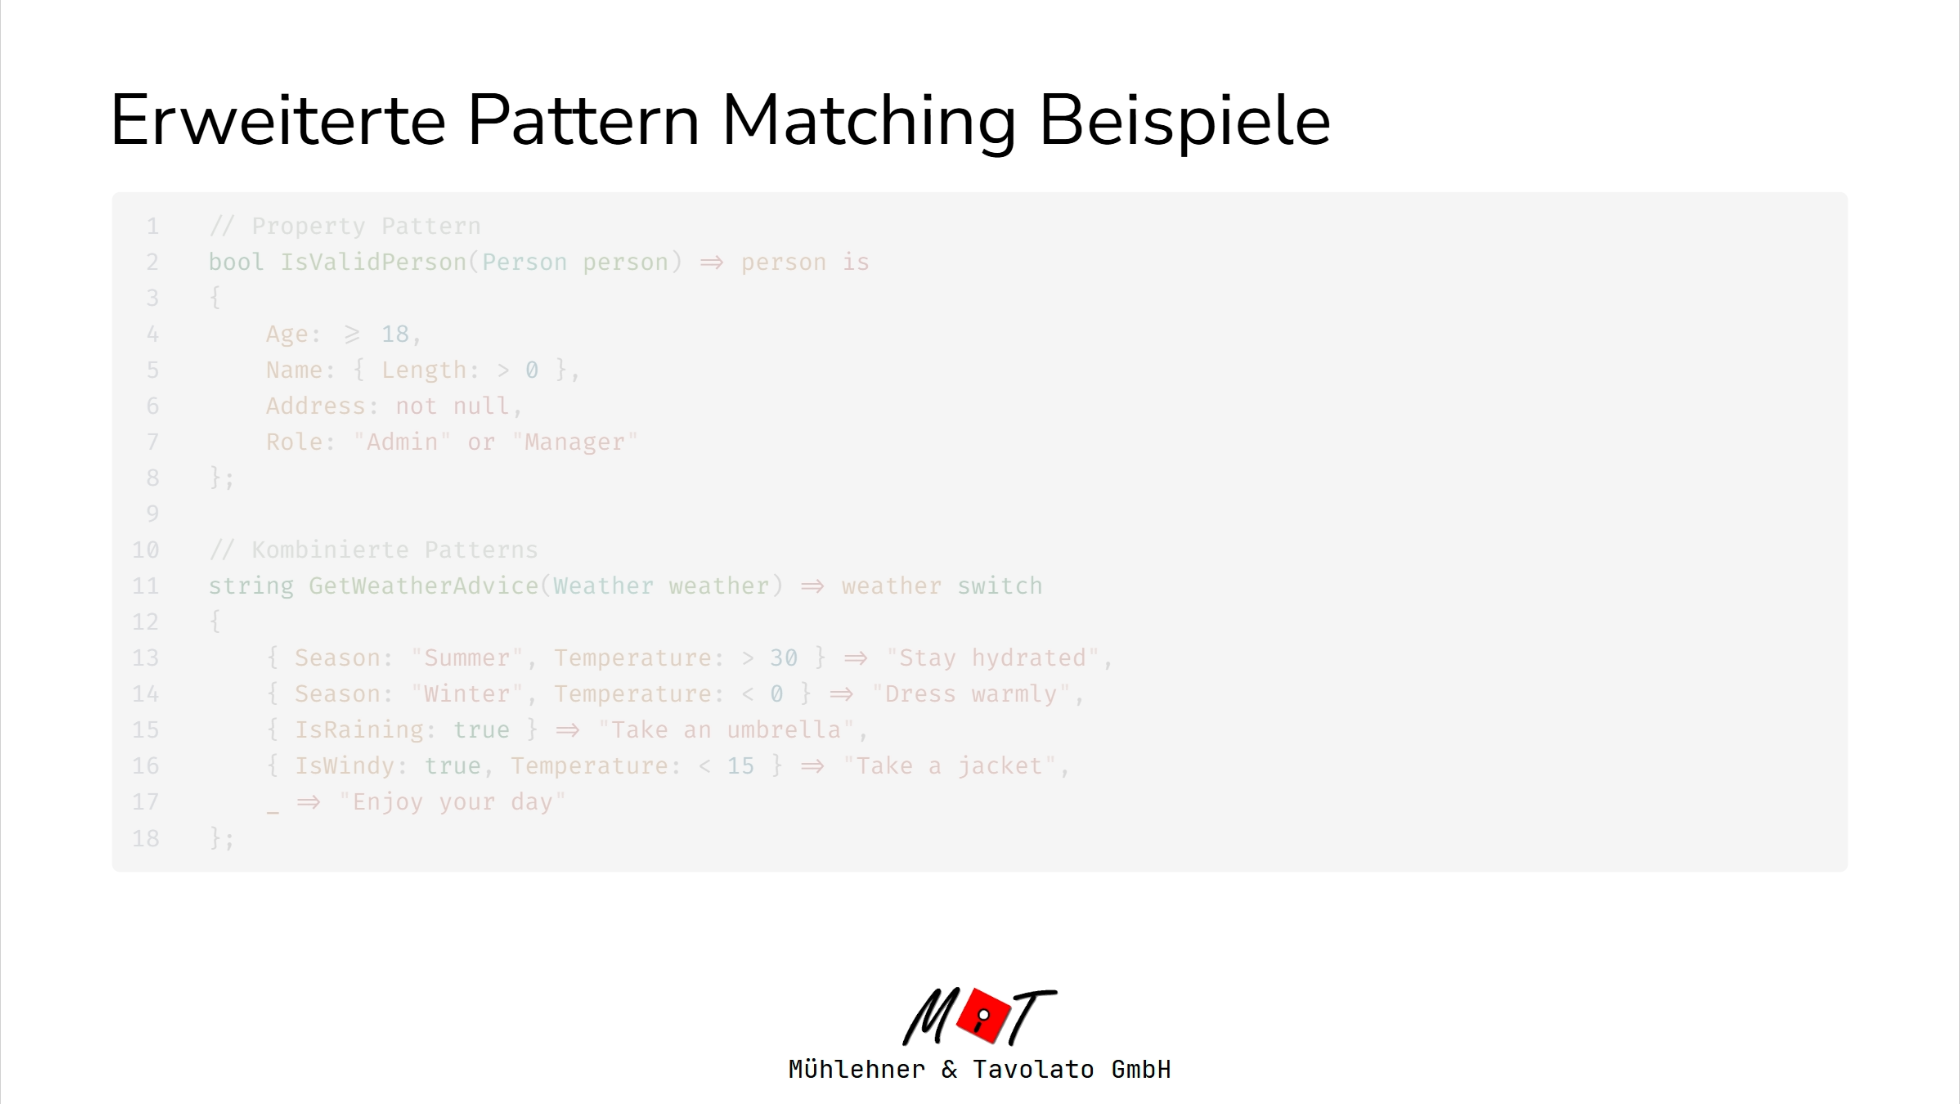 Erweiterte Pattern Matching Beispiele
1 // Property Pattern
2 bool IsValidPerson(Person person) => person is
3 {
4     Age: >= 18,
5     Name: { Length: > 0 },
6     Address: not null,
7     Role: "Admin" or "Manager"
8 };
9
10 // Kombinierte Patterns
11 string GetWeatherAdvice(Weather weather) => weather switch
12 {
13     { Season: "Summer", Temperature: > 30 } => "Stay hydrated",
14     { Season: "Winter", Temperature: < 0 } => "Dress warmly",
15     { IsRaining: true } => "Take an umbrella",
16     { IsWindy: true, Temperature: < 15 } => "Take a jacket",
17     _ => "Enjoy your day"
18 };
M T
Mühlehner & Tavolato GmbH